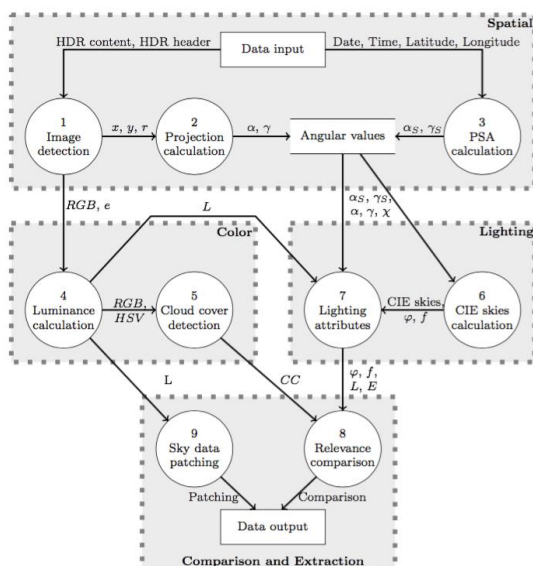 Spatial
HDR content, HDR header
Data input
Date, Time, Latitude, Longitude
1
Image
detection
x, y, r
2
Projection
calculation
α, γ
Angular values
α_S, γ_S
3
PSA
calculation
RGB, e
L
α_S, γ_S,
α, γ, χ
Color
Lighting
4
Luminance
calculation
RGB,
HSV
5
Cloud cover
detection
7
Lighting
attributes
CIE skies,
φ, f
6
CIE skies
calculation
L
CC
φ, f,
L, E
9
Sky data
patching
8
Relevance
comparison
Patching
Comparison
Data output
Comparison and Extraction